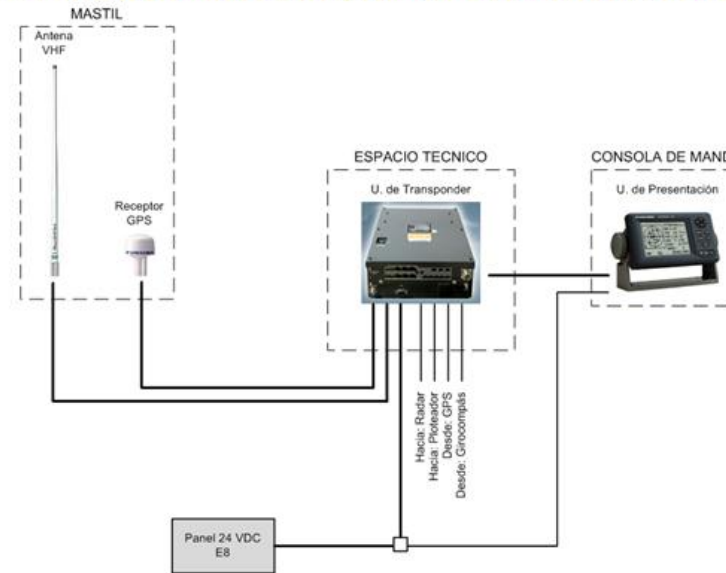 MASTIL
Antena
VHF
Receptor
GPS
ESPACIO TECNICO
U. de Transponder
CONSOLA DE MAND
U. de Presentación
Hacia: Radar
Hacia: Ploteador
Desde: GPS
Desde: Girocompás
Panel 24 VDC
E8